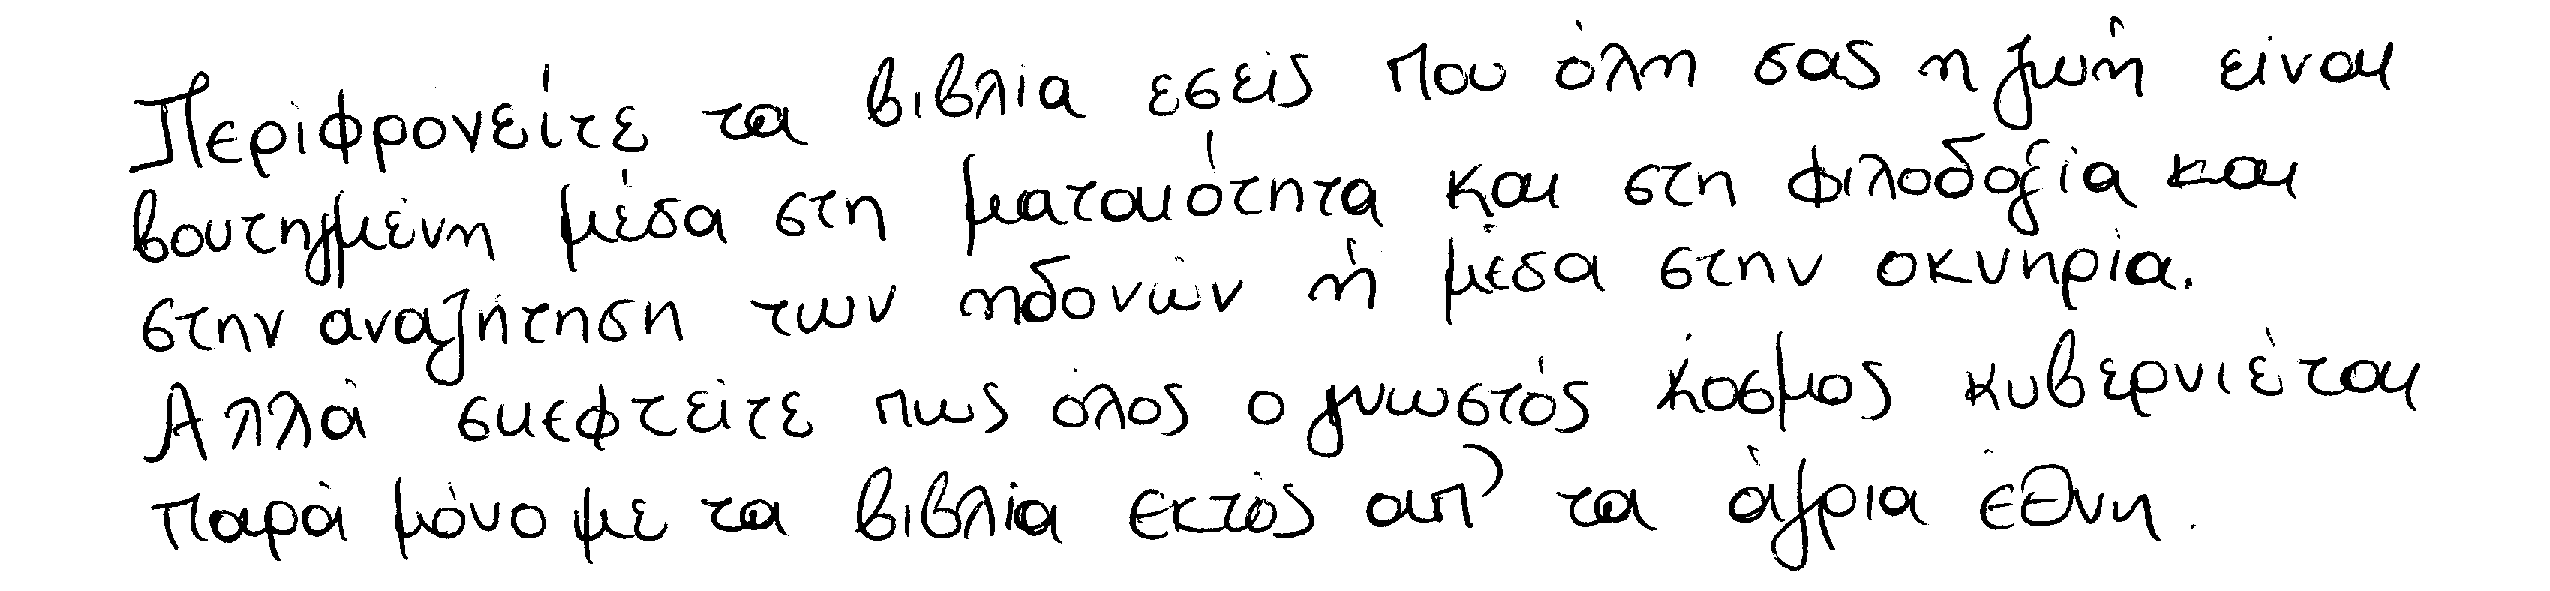 Περιφρονείτε τα βιβλία εσείς που όλη σας η ζωή είναι
βουτηγμένη μέσα στη ματαιότητα και στη φιλοδοξία και
στην αναζήτηση των ηδονών ή μέσα στην οκνηρία.
Αλλά σκεφτείτε πως όλος ο γνωστός κόσμος κυβερνιέται
παρά μόνο με τα βιβλία εκτός απ' τα άγρια έθνη.